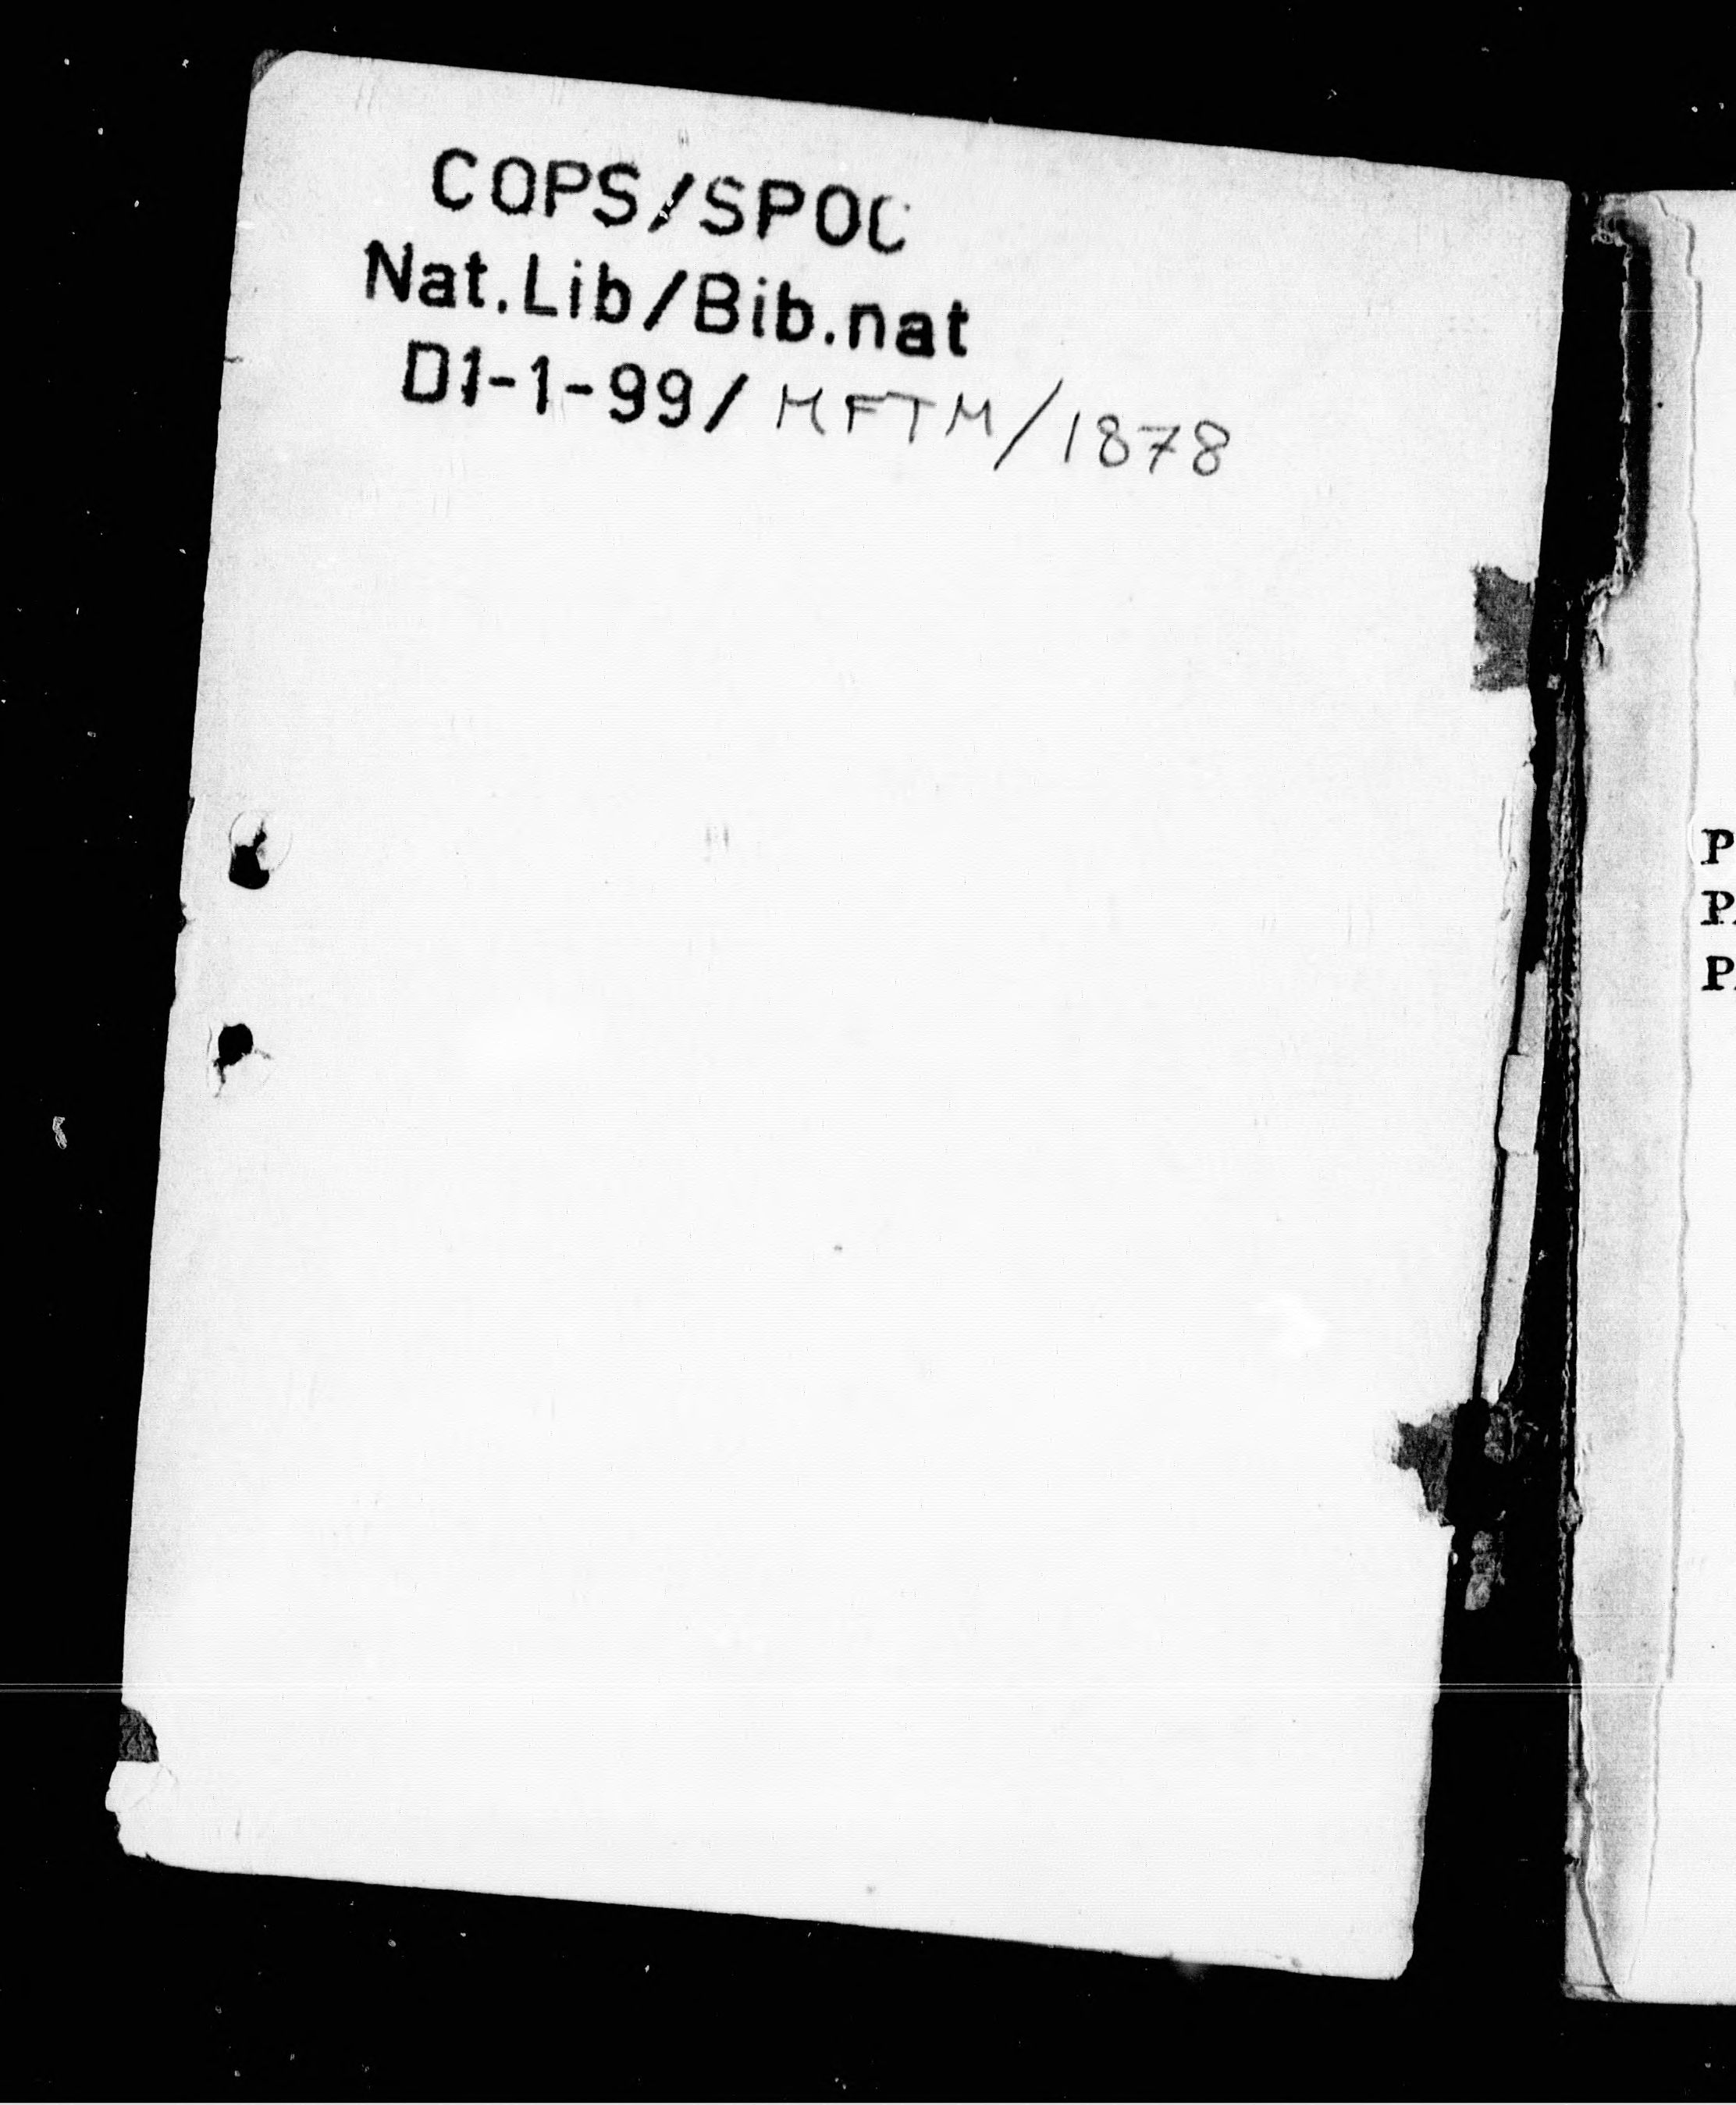 COPS/SPOC
Nat.Lib/Bib.nat
D1-1-99/MFTM/1878
P
P
P